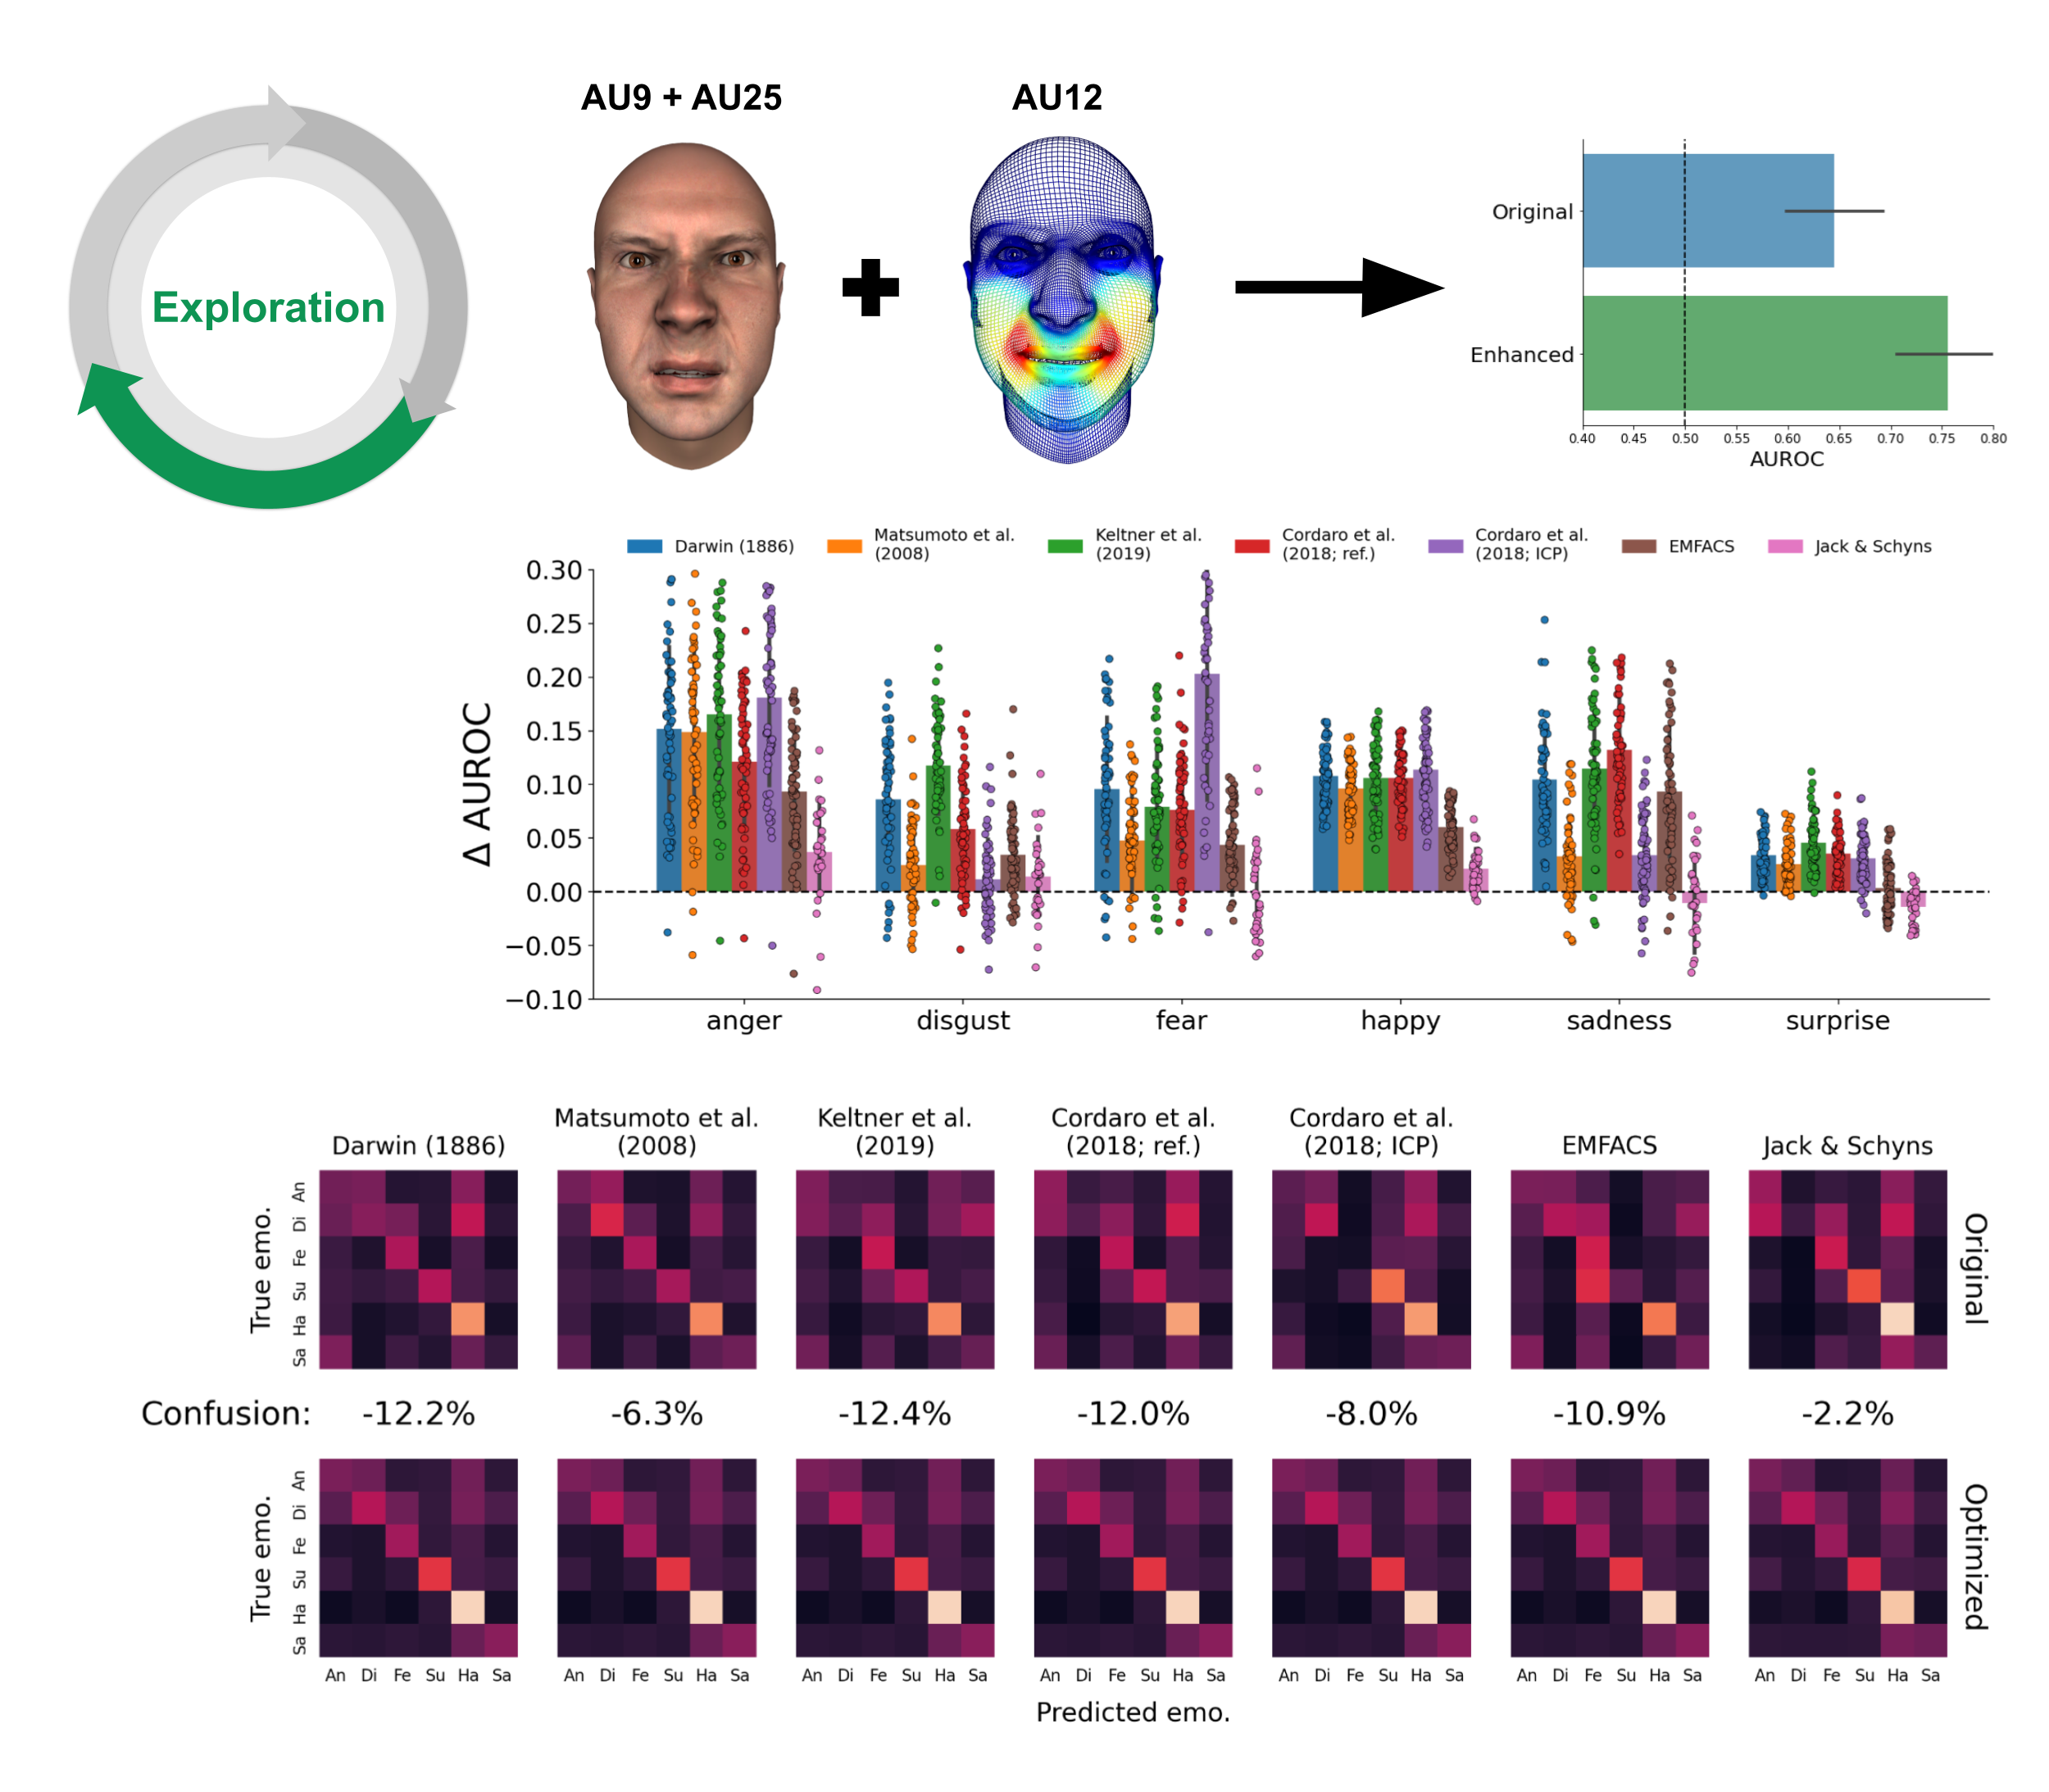 AU9 + AU25
AU12
Exploration
Original
Enhanced
0.40 0.45 0.50 0.55 0.60 0.65 0.70 0.75 0.80
AUROC
Darwin (1886)
Matsumoto et al.
(2008)
Keltner et al.
(2019)
Cordaro et al.
(2018; ref.)
Cordaro et al.
(2018; ICP)
EMFACS
Jack & Schyns
Δ AUROC
0.30
0.25
0.20
0.15
0.10
0.05
0.00
−0.05
−0.10
anger disgust fear happy sadness surprise
Darwin (1886)
Matsumoto et al.
(2008)
Keltner et al.
(2019)
Cordaro et al.
(2018; ref.)
Cordaro et al.
(2018; ICP)
EMFACS
Jack & Schyns
True emo.
An
Di
Fe
Su
Ha
Sa
Original
Confusion: -12.2% -6.3% -12.4% -12.0% -8.0% -10.9% -2.2%
True emo.
An
Di
Fe
Su
Ha
Sa
Optimized
An Di Fe Su Ha Sa An Di Fe Su Ha Sa An Di Fe Su Ha Sa An Di Fe Su Ha Sa An Di Fe Su Ha Sa An Di Fe Su Ha Sa An Di Fe Su Ha Sa
Predicted emo.